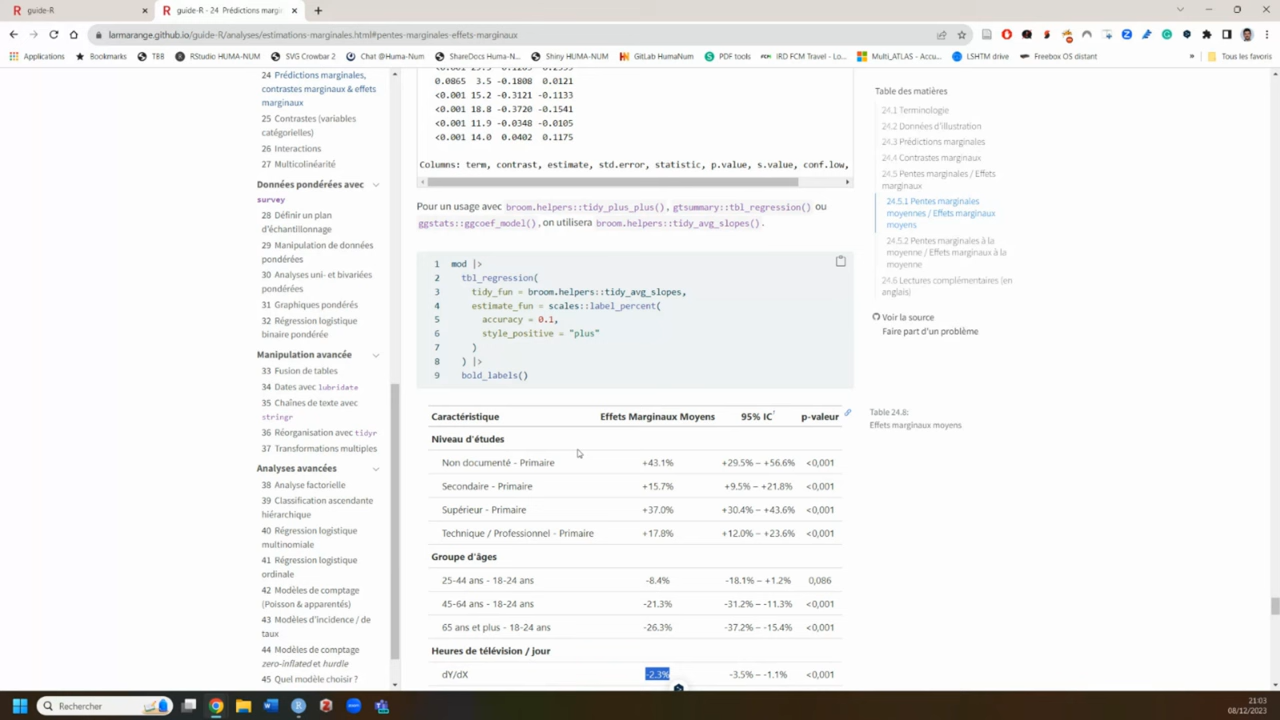 guide-R
guide-R - 24 Prédictions margi
larmarange.github.io/guide-R/analyses/estimations-marginales.html#pentes-marginales-effets-marginaux
Applications
Bookmarks
TBB
RStudio HUMA-NUM
SVG Crowbar 2
Chat @Huma-Num
ShareDocs Huma-N...
Shiny HUMA-NUM
GitLab HumaNum
PDF tools
IRD FCM Travel - Lo...
Multi_ATLAS - Accu...
LSHTM drive
Freebox OS distant
»
Tous les favoris
24 Prédictions marginales,
contrastes marginaux & effets
marginaux
25 Contrastes (variables
catégorielles)
26 Interactions
27 Multicolinéarité
Données pondérées avec
survey
28 Définir un plan
d'échantillonnage
29 Manipulation de données
pondérées
30 Analyses uni- et bivariées
pondérées
31 Graphiques pondérés
32 Régression logistique
binaire pondérée
Manipulation avancée
33 Fusion de tables
34 Dates avec lubridate
35 Chaînes de texte avec
stringr
36 Réorganisation avec tidyr
37 Transformations multiples
Analyses avancées
38 Analyse factorielle
39 Classification ascendante
hiérarchique
40 Régression logistique
multinomiale
41 Régression logistique
ordinale
42 Modèles de comptage
(Poisson & apparentés)
43 Modèles d'incidence / de
taux
44 Modèles de comptage
zero-inflated et hurdle
45 Quel modèle choisir ?
0.0865 3.5 -0.1808 0.0121
<0.001 15.2 -0.3121 -0.1133
<0.001 18.8 -0.3720 -0.1541
<0.001 11.9 -0.0348 -0.0105
<0.001 14.0 0.0402 0.1175
Columns: term, contrast, estimate, std.error, statistic, p.value, s.value, conf.low,
Pour un usage avec broom.helpers::tidy_plus_plus(), gtsummary::tbl_regression() ou
ggstats::ggcoef_model(), on utilisera broom.helpers::tidy_avg_slopes().
1 mod |>
2 tbl_regression(
3 tidy_fun = broom.helpers::tidy_avg_slopes,
4 estimate_fun = scales::label_percent(
5 accuracy = 0.1,
6 style_positive = "plus"
7 )
8 ) |>
9 bold_labels()
Caractéristique Effets Marginaux Moyens 95% IC¹ p-valeur
Niveau d'études
Non documenté - Primaire +43.1% +29.5% – +56.6% <0,001
Secondaire - Primaire +15.7% +9.5% – +21.8% <0,001
Supérieur - Primaire +37.0% +30.4% – +43.6% <0,001
Technique / Professionnel - Primaire +17.8% +12.0% – +23.6% <0,001
Groupe d'âges
25-44 ans - 18-24 ans -8.4% -18.1% – +1.2% 0,086
45-64 ans - 18-24 ans -21.3% -31.2% – -11.3% <0,001
65 ans et plus - 18-24 ans -26.3% -37.2% – -15.4% <0,001
Heures de télévision / jour
dY/dX -2.3% -3.5% – -1.1% <0,001
Table des matières
24.1 Terminologie
24.2 Données d'illustration
24.3 Prédictions marginales
24.4 Contrastes marginaux
24.5 Pentes marginales / Effets
marginaux
24.5.1 Pentes marginales
moyennes / Effets marginaux
moyens
24.5.2 Pentes marginales à la
moyenne / Effets marginaux à la
moyenne
24.6 Lectures complémentaires (en
anglais)
Voir la source
Faire part d'un problème
Table 24.8:
Effets marginaux moyens
Rechercher
21:03
08/12/2023